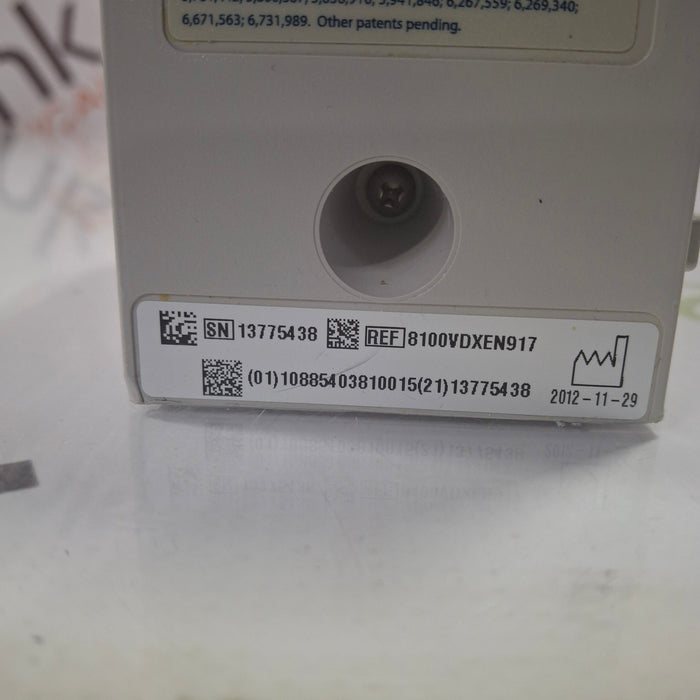 6,671,563; 6,731,989. Other patents pending.
SN 13775438 REF 8100VDXEN917
(01)10885403810015(21)13775438
2012-11-29